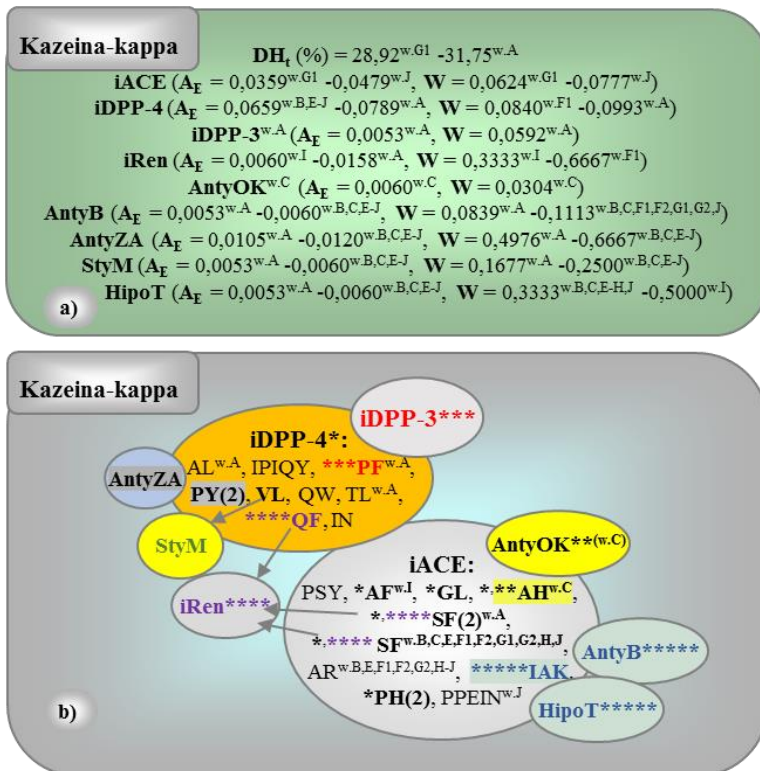 Kazeina-kappa
DHt (%) = 28,92w.G1 -31,75w.A
iACE (AE = 0,0359w.G1 -0,0479w.J, W = 0,0624w.G1 -0,0777w.J)
iDPP-4 (AE = 0,0659w.B,E-J -0,0789w.A, W = 0,0840w.F1 -0,0993w.A)
iDPP-3w.A (AE = 0,0053w.A, W = 0,0592w.A)
iRen (AE = 0,0060w.I -0,0158w.A, W = 0,3333w.I -0,6667w.F1)
AntyOKw.C (AE = 0,0060w.C, W = 0,0304w.C)
AntyB (AE = 0,0053w.A -0,0060w.B,C,E-J, W = 0,0839w.A -0,1113w.B,C,F1,F2,G1,G2,J)
AntyZA (AE = 0,0105w.A -0,0120w.B,C,E-J, W = 0,4976w.A -0,6667w.B,C,E-J)
StyM (AE = 0,0053w.A -0,0060w.B,C,E-J, W = 0,1677w.A -0,2500w.B,C,E-J)
HipoT (AE = 0,0053w.A -0,0060w.B,C,E-J, W = 0,3333w.B,C,E-H,J -0,5000w.I)
a)
Kazeina-kappa
iDPP-3***
iDPP-4*:
AntyZA
ALw.A, IPIQY, ***PFw.A,
PY(2), VL, QW, TLw.A,
****QF, IN
StyM
AntyOK**(w.C)
iACE:
iRen****
PSY, *AFw.I, *GL, *,**AHw.C,
*,****SF(2)w.A,
*,**** SFw.B,C,E,F1,F2,G1,G2,H,J,
ARw.B,E,F1,F2,G2,H-J, *****IAK,
*PH(2), PPEINw.J
AntyB*****
HipoT*****
b)